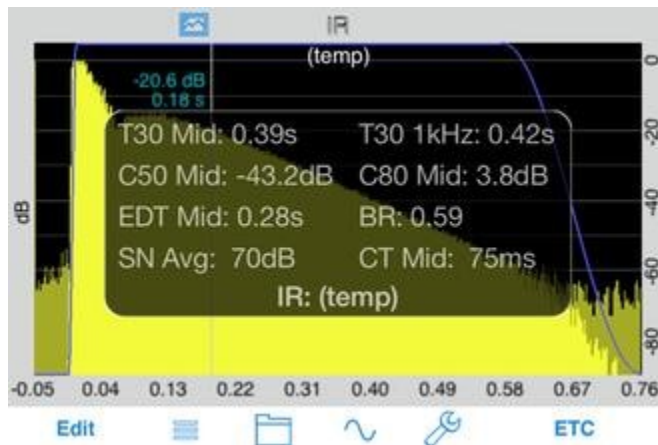 IR
(temp)
-20.6 dB
0.18 s
T30 Mid: 0.39s T30 1kHz: 0.42s
C50 Mid: -43.2dB C80 Mid: 3.8dB
EDT Mid: 0.28s BR: 0.59
SN Avg: 70dB CT Mid: 75ms
IR: (temp)
dB
0
-20
-40
-60
-80
-0.05 0.04 0.13 0.22 0.31 0.40 0.49 0.58 0.67 0.76
Edit ETC